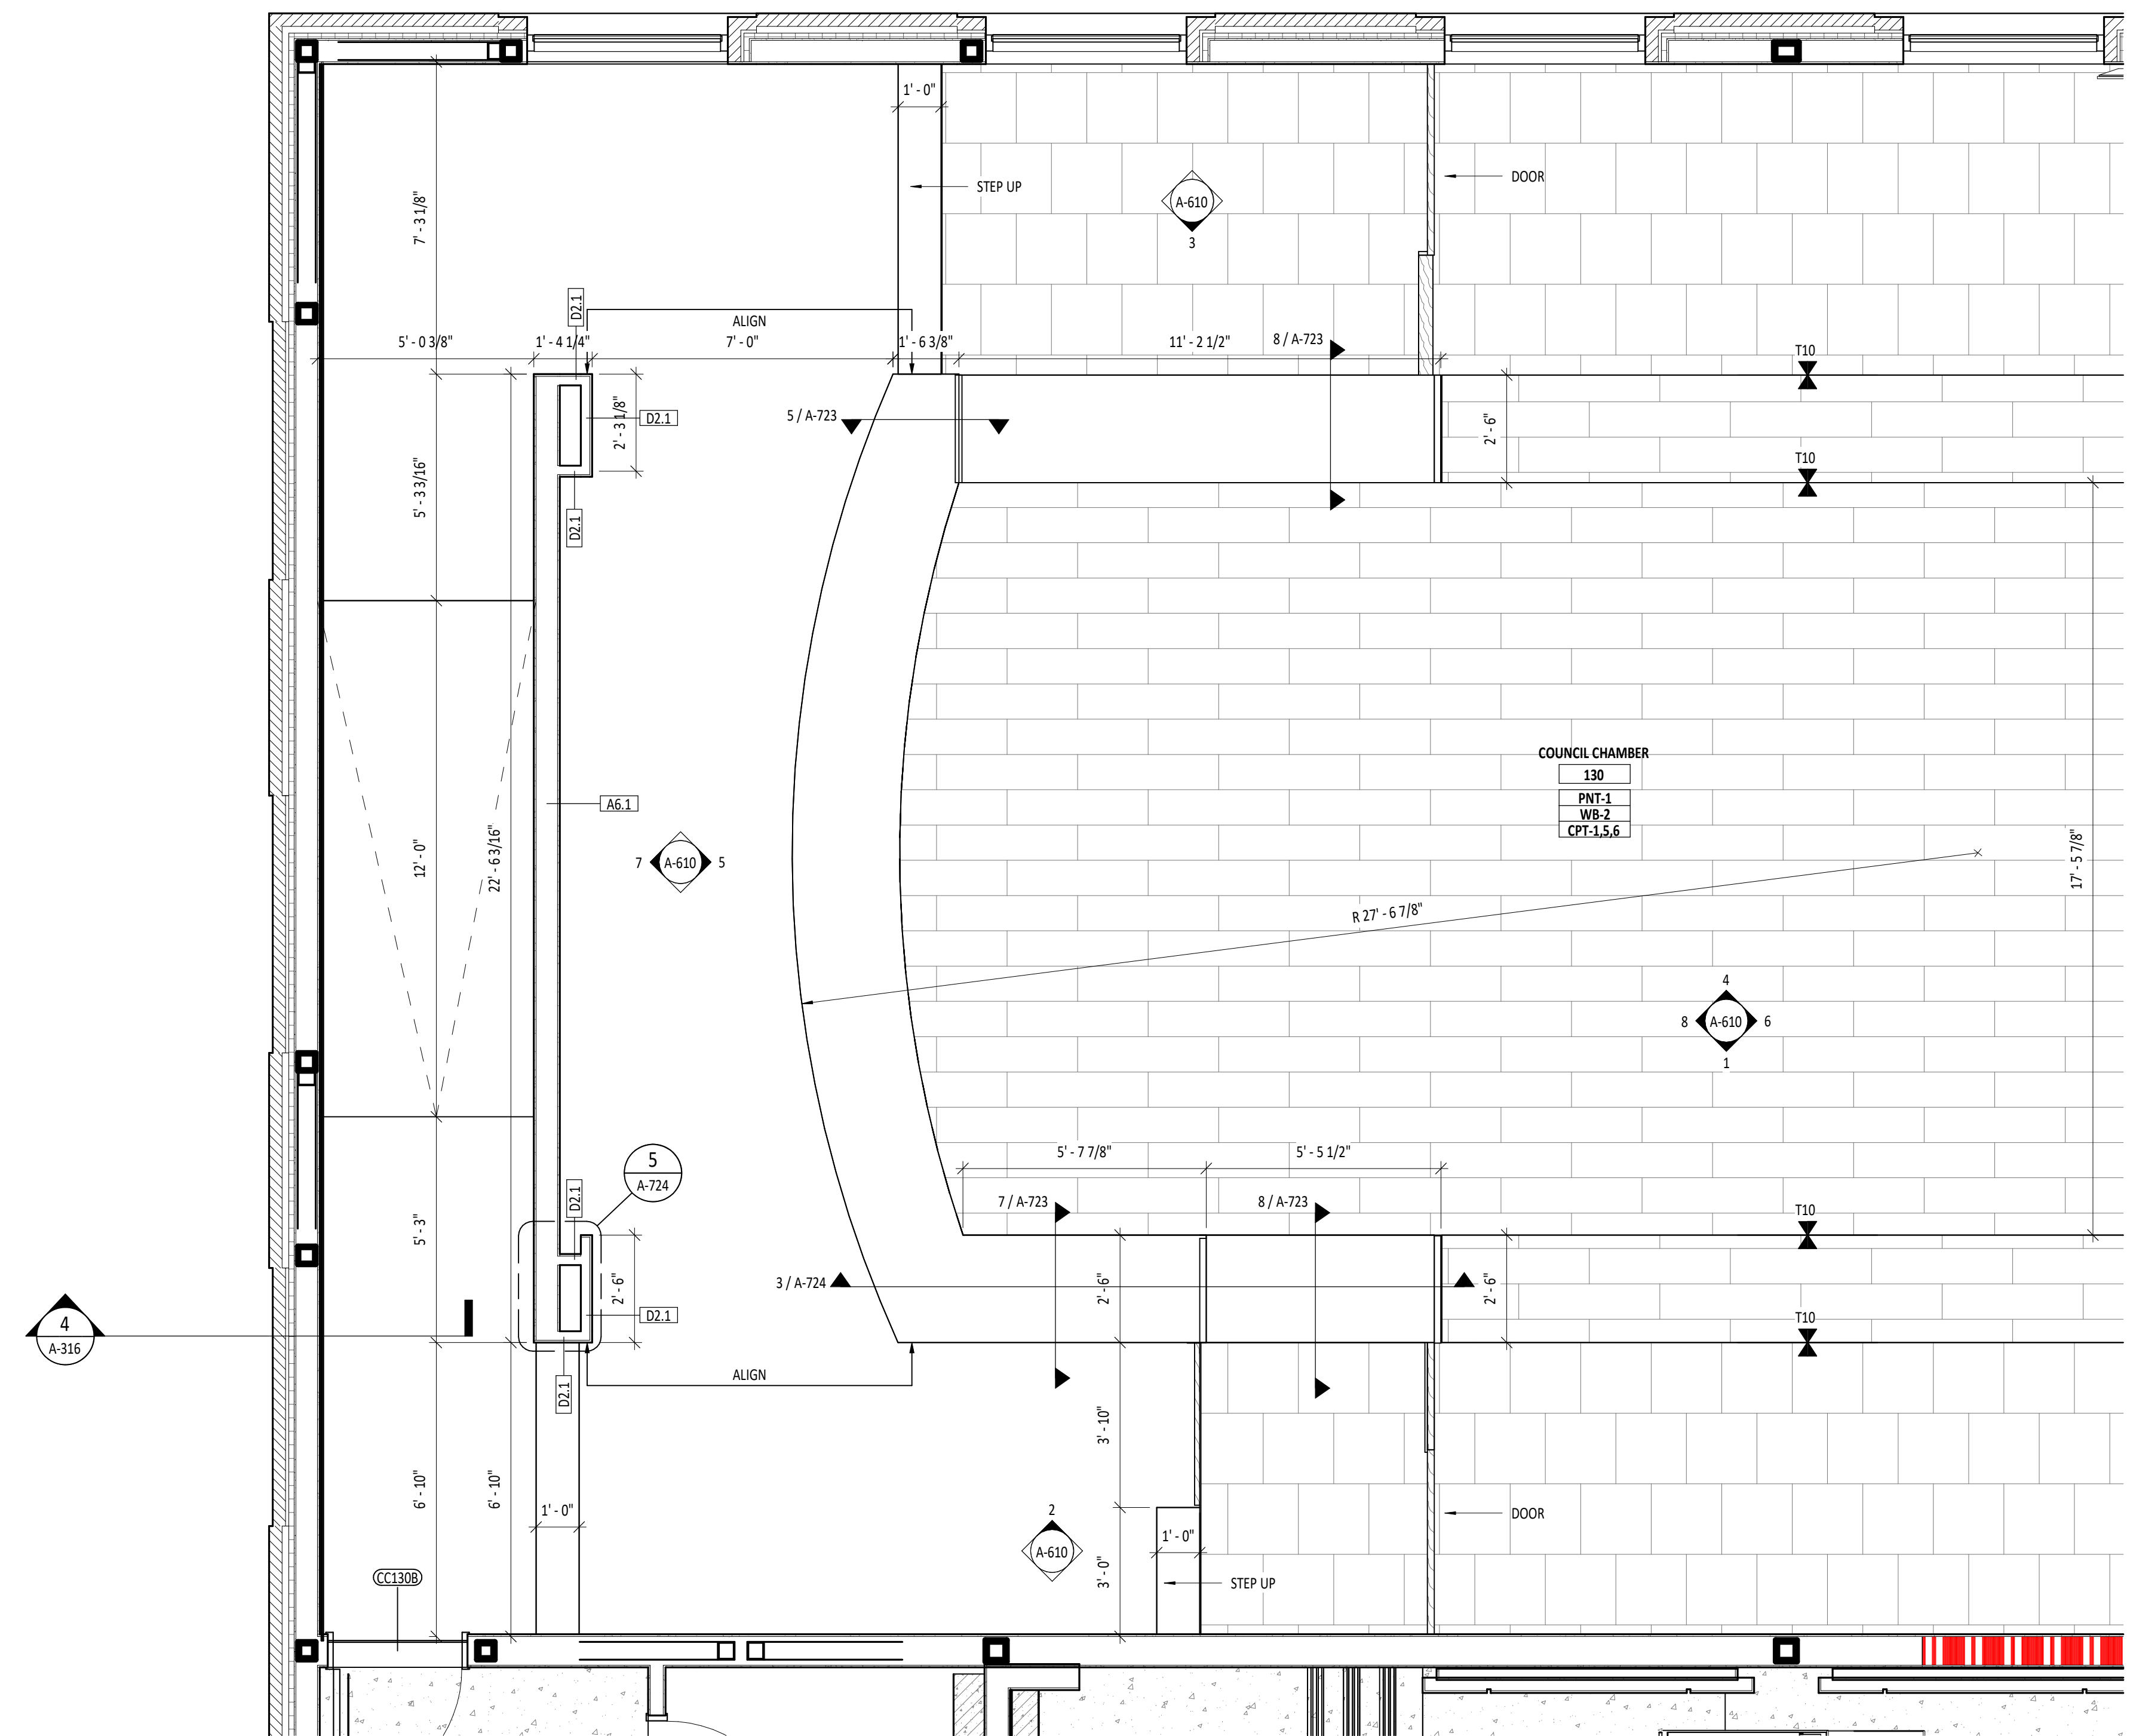 1' - 0"
STEP UP
A-610
3
DOOR
7' - 3 1/8"
D2.1
ALIGN
5' - 0 3/8"
1' - 4 1/4"
7' - 0"
1' - 6 3/8"
11' - 2 1/2"
8 / A-723
T10
5 / A-723
2' - 3 1/8"
D2.1
2' - 6"
T10
5' - 3 3/16"
D2.1
COUNCIL CHAMBER
130
PNT-1
WB-2
CPT-1,5,6
A6.1
12' - 0"
22' - 6 3/16"
7
A-610
5
17' - 5 7/8"
R 27' - 6 7/8"
4
8
A-610
6
1
5' - 7 7/8"
5' - 5 1/2"
5
A-724
D2.1
7 / A-723
8 / A-723
T10
5' - 3"
3 / A-724
2' - 6"
2' - 6"
2' - 6"
D2.1
T10
4
A-316
ALIGN
D2.1
3' - 10"
6' - 10"
6' - 10"
1' - 0"
2
A-610
1' - 0"
DOOR
3' - 0"
STEP UP
CC130B